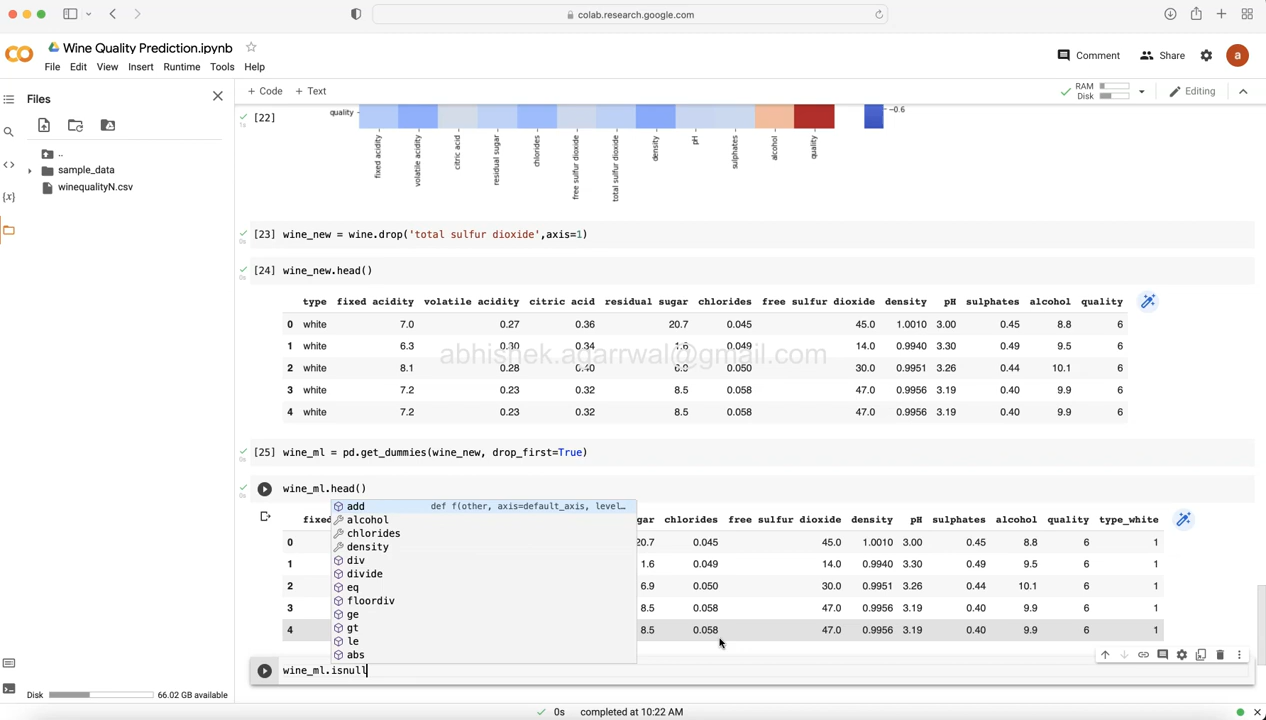 colab.research.google.com
CO
Wine Quality Prediction.ipynb
File Edit View Insert Runtime Tools Help
Comment Share a
Files
+ Code + Text
RAM
Disk
Editing
..
sample_data
winequalityN.csv
{x}
[22]
1s
quality
−0.6
fixed acidity
volatile acidity
citric acid
residual sugar
chlorides
free sulfur dioxide
total sulfur dioxide
density
pH
sulphates
alcohol
quality
[23] wine_new = wine.drop('total sulfur dioxide',axis=1)
0s
[24] wine_new.head()
0s
type fixed acidity volatile acidity citric acid residual sugar chlorides free sulfur dioxide density pH sulphates alcohol quality
0 white 7.0 0.27 0.36 20.7 0.045 45.0 1.0010 3.00 0.45 8.8 6
1 white 6.3 0.30 0.34 1.6 0.049 14.0 0.9940 3.30 0.49 9.5 6
abhishek.agarrwal@gmail.com
2 white 8.1 0.28 0.40 6.9 0.050 30.0 0.9951 3.26 0.44 10.1 6
3 white 7.2 0.23 0.32 8.5 0.058 47.0 0.9956 3.19 0.40 9.9 6
4 white 7.2 0.23 0.32 8.5 0.058 47.0 0.9956 3.19 0.40 9.9 6
[25] wine_ml = pd.get_dummies(wine_new, drop_first=True)
0s
wine_ml.head()
0s
add def f(other, axis=default_axis, level…
alcohol
chlorides
density
div
divide
eq
floordiv
ge
gt
le
abs
fixe gar chlorides free sulfur dioxide density pH sulphates alcohol quality type_white
0 20.7 0.045 45.0 1.0010 3.00 0.45 8.8 6 1
1 1.6 0.049 14.0 0.9940 3.30 0.49 9.5 6 1
2 6.9 0.050 30.0 0.9951 3.26 0.44 10.1 6 1
3 8.5 0.058 47.0 0.9956 3.19 0.40 9.9 6 1
4 8.5 0.058 47.0 0.9956 3.19 0.40 9.9 6 1
wine_ml.isnull
Disk 66.02 GB available
0s completed at 10:22 AM